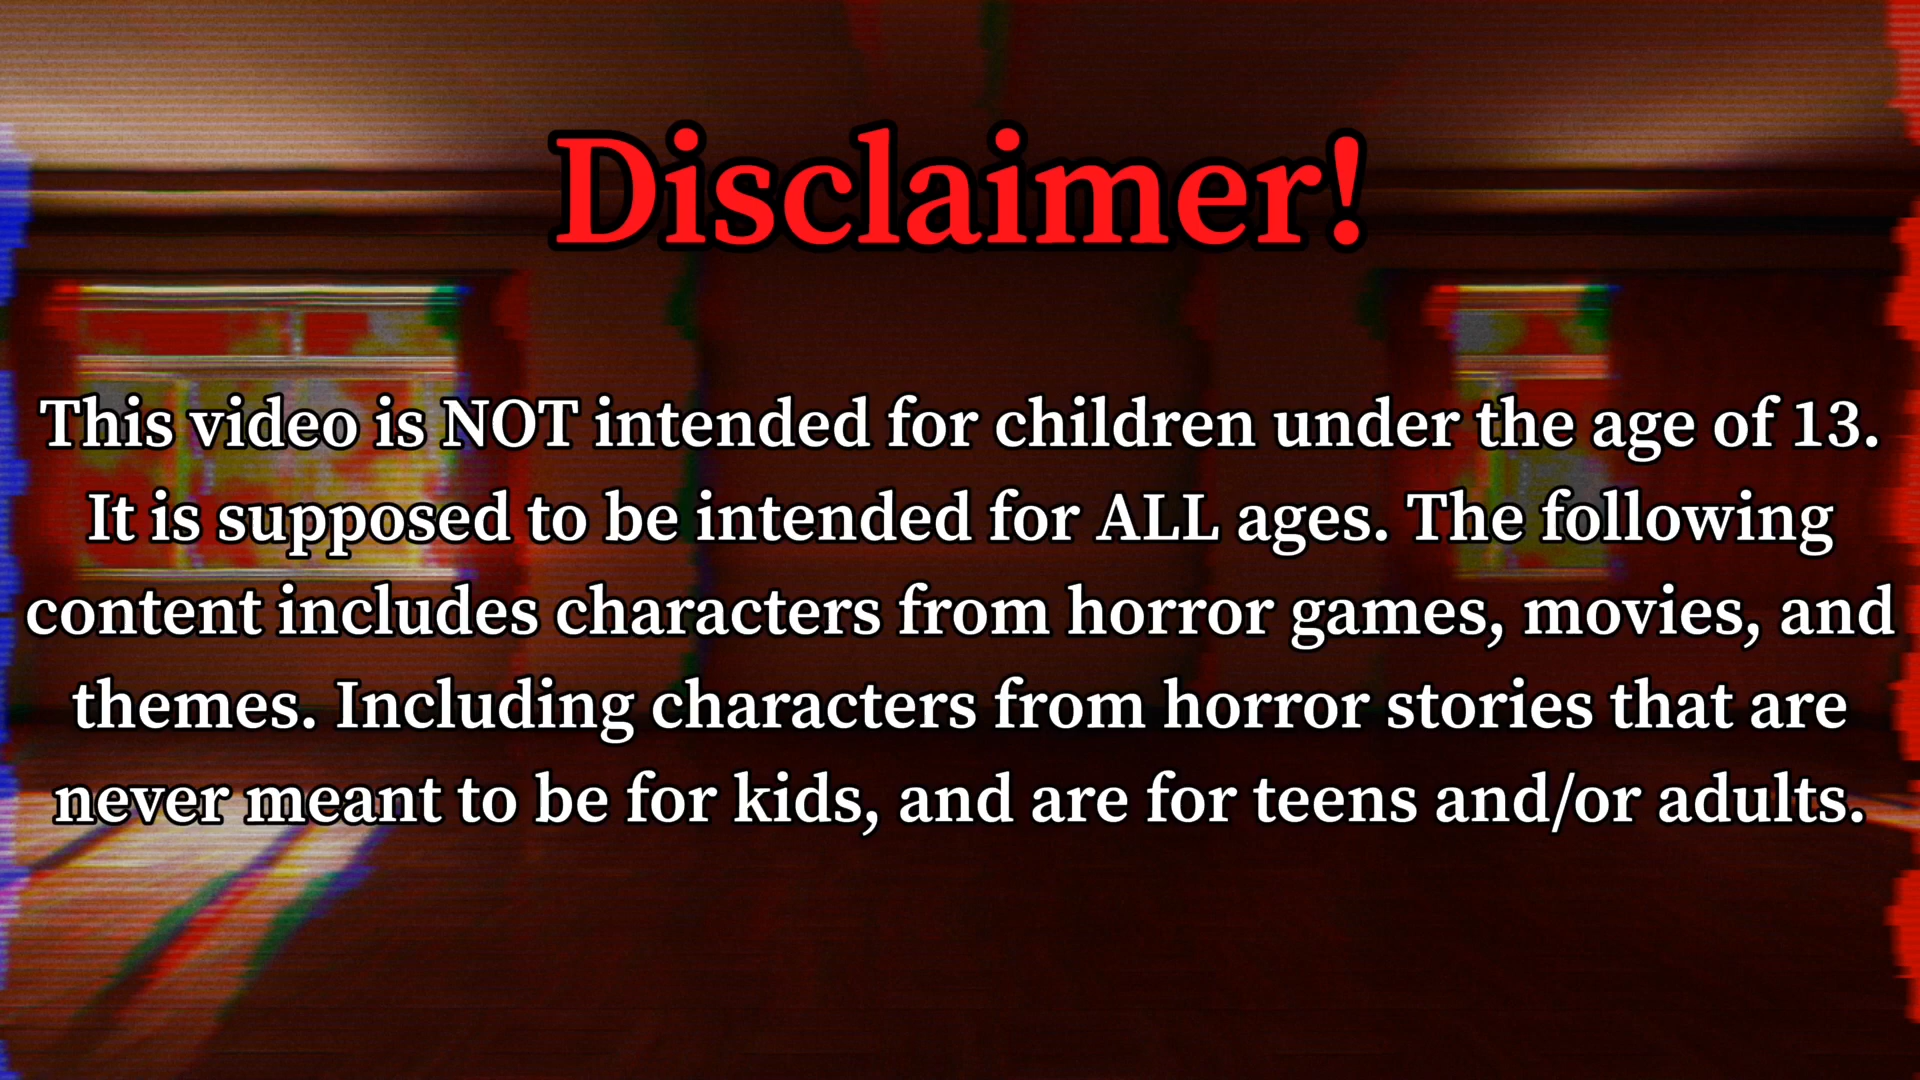 Disclaimer!
This video is NOT intended for children under the age of 13.
It is supposed to be intended for ALL ages. The following
content includes characters from horror games, movies, and
themes. Including characters from horror stories that are
never meant to be for kids, and are for teens and/or adults.